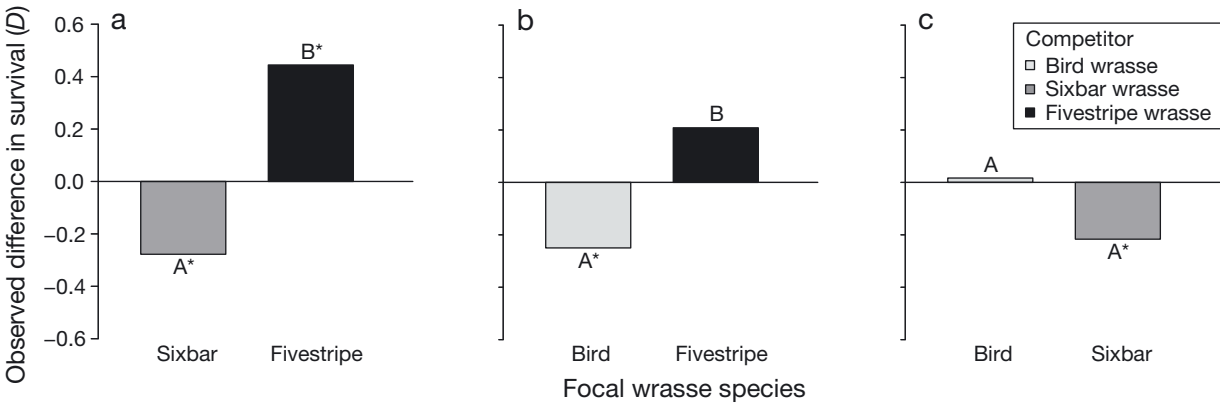 Observed difference in survival (D)
0.6
0.4
0.2
0.0
−0.2
−0.4
−0.6
a
B*
A*
Sixbar
Fivestripe
b
B
A*
Bird
Fivestripe
c
A
A*
Bird
Sixbar
Competitor
Bird wrasse
Sixbar wrasse
Fivestripe wrasse
Focal wrasse species